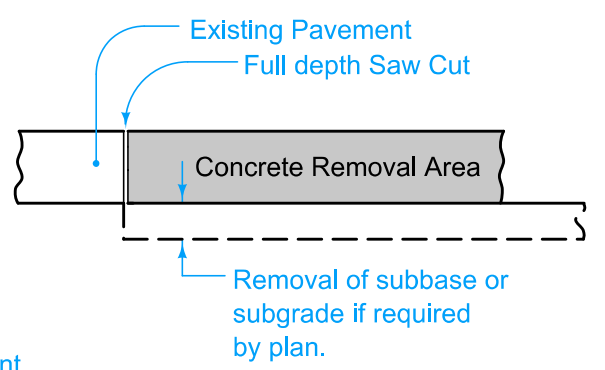 Existing Pavement
Full depth Saw Cut
Concrete Removal Area
Removal of subbase or
subgrade if required
by plan.